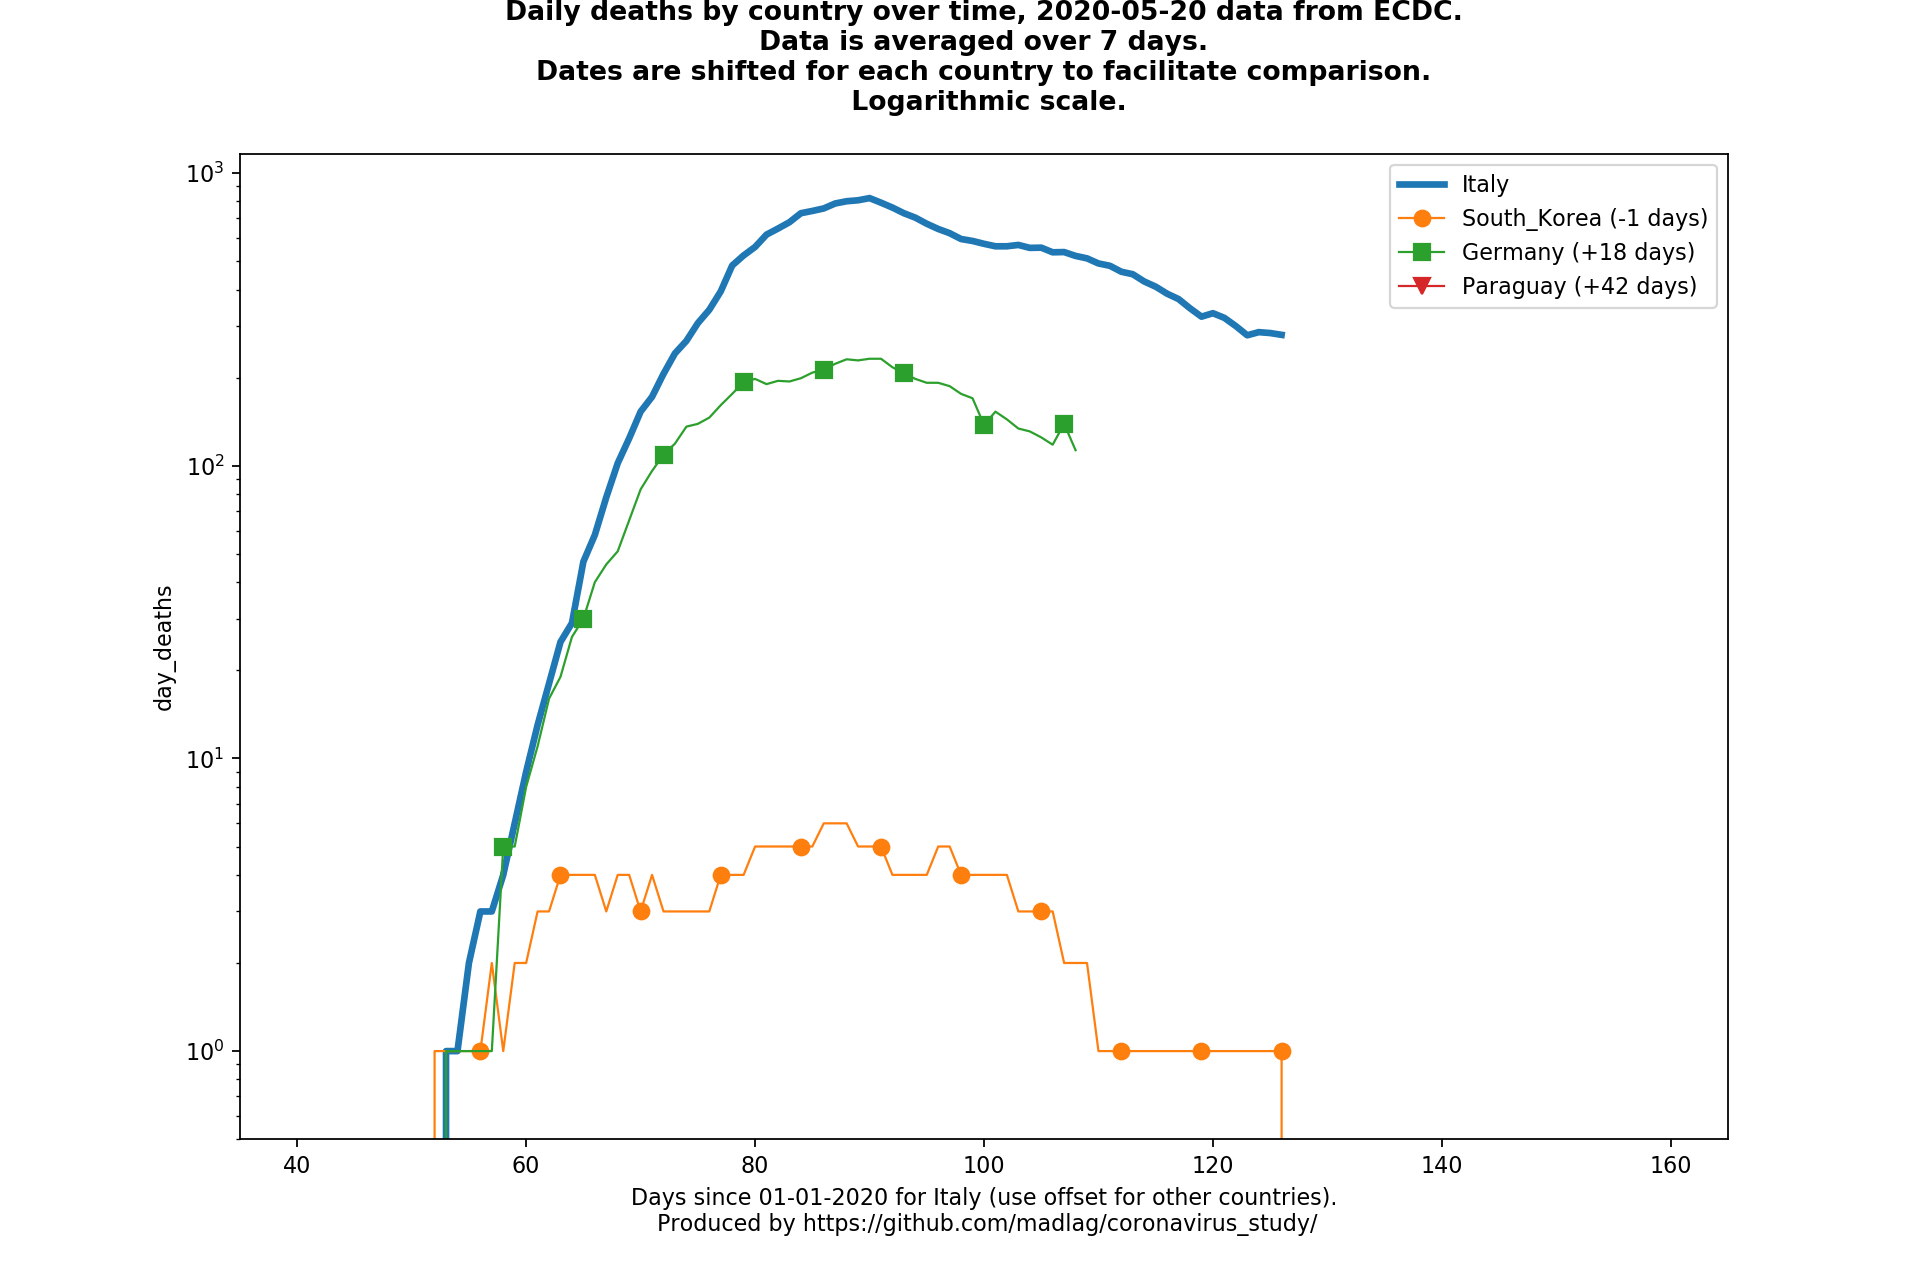 Daily deaths by country over time, 2020-05-20 data from ECDC.
Data is averaged over 7 days.
Dates are shifted for each country to facilitate comparison.
Logarithmic scale.
10³
10²
10¹
10⁰
day_deaths
Italy
South_Korea (-1 days)
Germany (+18 days)
Paraguay (+42 days)
40 60 80 100 120 140 160
Days since 01-01-2020 for Italy (use offset for other countries).
Produced by https://github.com/madlag/coronavirus_study/